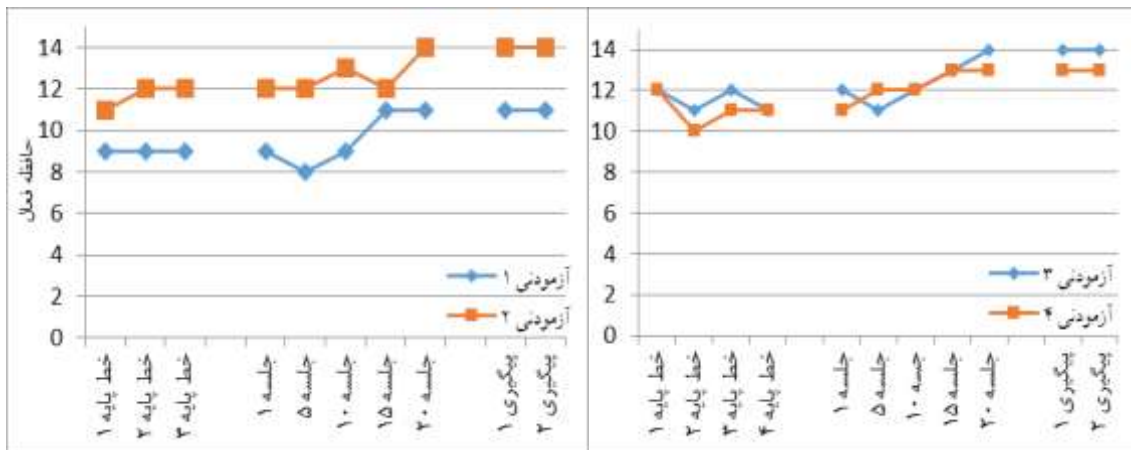 14
12
10
8
6
4
2
0
حافظه فعال
آزمودنی ۱
آزمودنی ۲
خط پایه ۱
خط پایه ۲
خط پایه ۳
جلسه ۱
جلسه ۵
جلسه ۱۰
جلسه ۱۵
جلسه ۲۰
پیگیری ۱
پیگیری ۲
14
12
10
8
6
4
2
0
آزمودنی ۳
آزمودنی ۴
خط پایه ۱
خط پایه ۲
خط پایه ۳
خط پایه ۴
جلسه ۱
جلسه ۵
جسه ۱۰
جلسه ۱۵
جلسه ۲۰
پیگیری ۱
پیگیری ۲